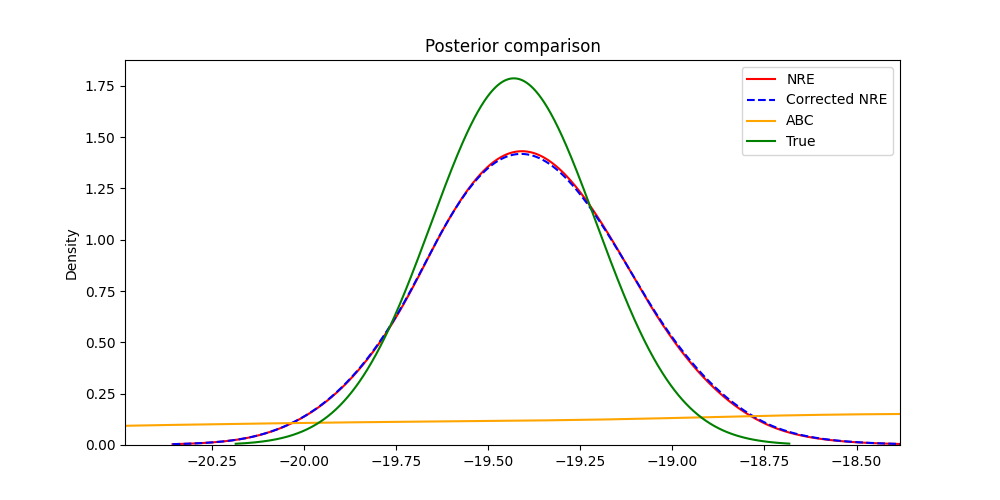 Posterior comparison
NRE
Corrected NRE
ABC
True
Density
1.75
1.50
1.25
1.00
0.75
0.50
0.25
0.00
−20.25 −20.00 −19.75 −19.50 −19.25 −19.00 −18.75 −18.50